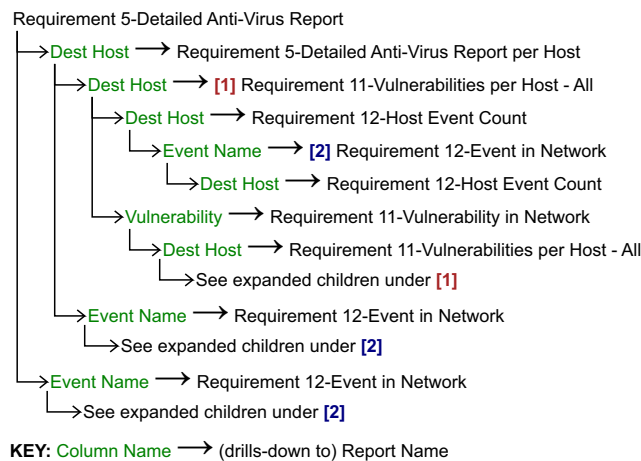 Requirement 5-Detailed Anti-Virus Report
Dest Host → Requirement 5-Detailed Anti-Virus Report per Host
Dest Host → [1] Requirement 11-Vulnerabilities per Host - All
Dest Host → Requirement 12-Host Event Count
Event Name → [2] Requirement 12-Event in Network
Dest Host → Requirement 12-Host Event Count
Vulnerability → Requirement 11-Vulnerability in Network
Dest Host → Requirement 11-Vulnerabilities per Host - All
See expanded children under [1]
Event Name → Requirement 12-Event in Network
See expanded children under [2]
Event Name → Requirement 12-Event in Network
See expanded children under [2]
KEY: Column Name → (drills-down to) Report Name